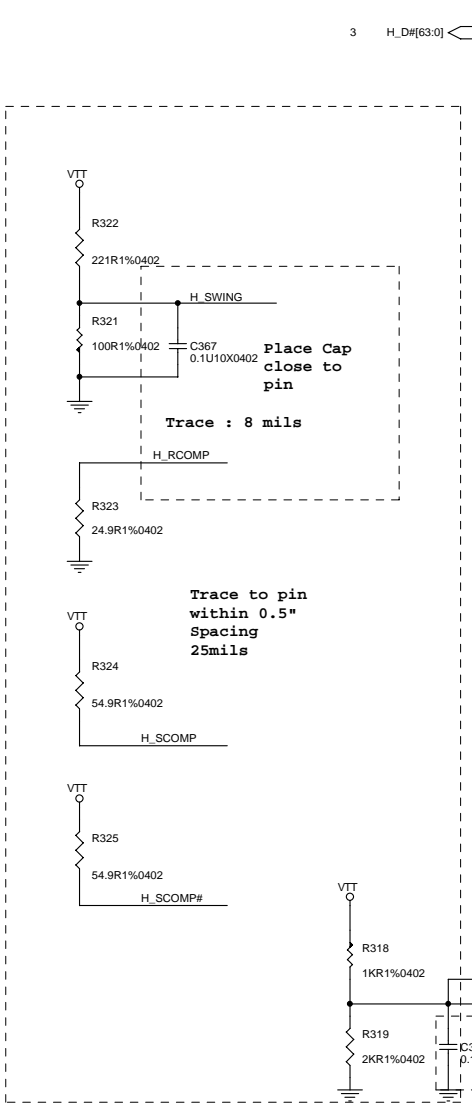 3 H_D#[63:0]
VTT
R322
221R1%0402
H_SWING
R321
100R1%0402
C367
0.1U10X0402
Place Cap
close to
pin
Trace : 8 mils
H_RCOMP
R323
24.9R1%0402
Trace to pin
within 0.5"
Spacing
25mils
VTT
R324
54.9R1%0402
H_SCOMP
VTT
R325
54.9R1%0402
H_SCOMP#
VTT
R318
1KR1%0402
R319
2KR1%0402